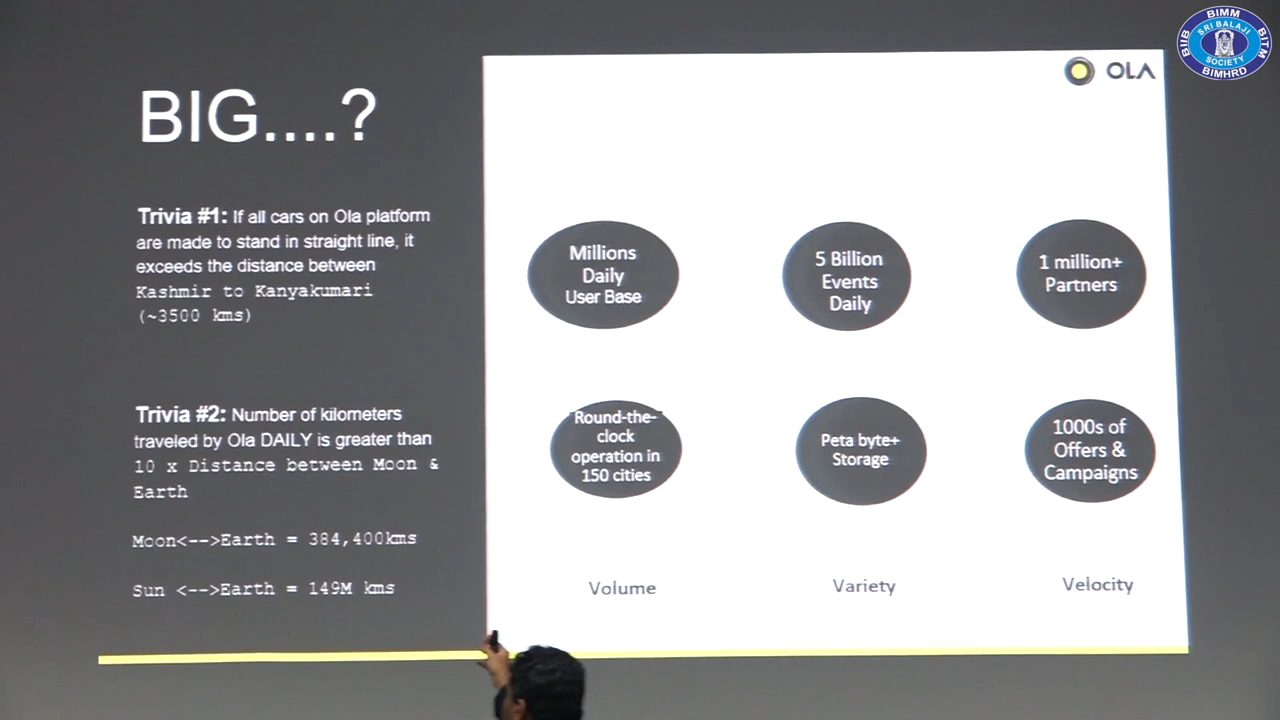 BIG....?
Trivia #1: If all cars on Ola platform
are made to stand in straight line, it
exceeds the distance between
Kashmir to Kanyakumari
(~3500 kms)
Trivia #2: Number of kilometers
traveled by Ola DAILY is greater than
10 x Distance between Moon &
Earth
Moon<-->Earth = 384,400kms
Sun <-->Earth = 149M kms
OLA
Millions
Daily
User Base
5 Billion
Events
Daily
1 million+
Partners
Round-the-
clock
operation in
150 cities
Peta byte+
Storage
1000s of
Offers &
Campaigns
Volume
Variety
Velocity
BIMM
BIIB
SRI BALAJI
SOCIETY
BITM
BIMHRD